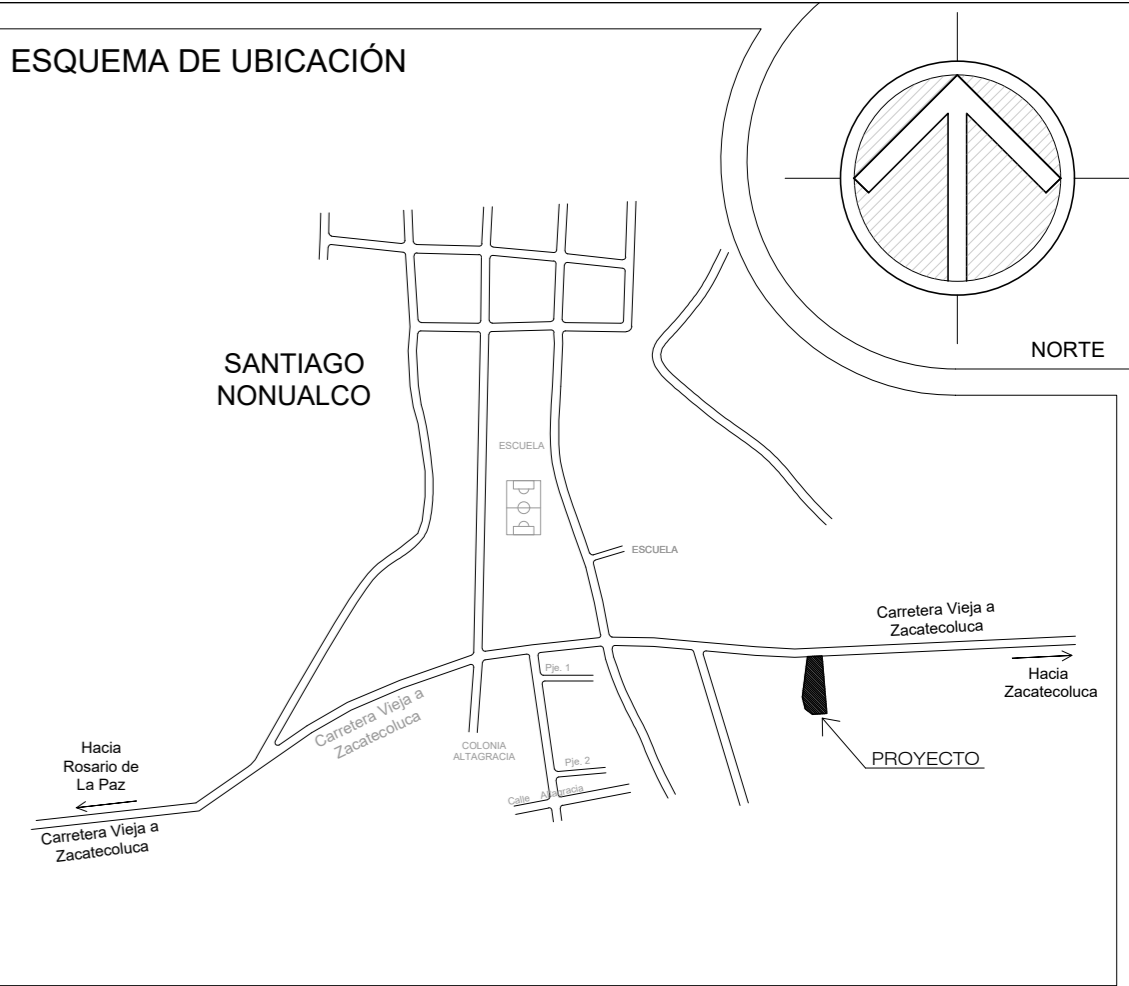 ESQUEMA DE UBICACIÓN
NORTE
SANTIAGO
NONUALCO
ESCUELA
ESCUELA
Carretera Vieja a
Zacatecoluca
Hacia
Zacatecoluca
Pje. 1
Carretera Vieja a
Zacatecoluca
COLONIA
ALTAGRACIA
Pje. 2
PROYECTO
Calle Altagracia
Hacia
Rosario de
La Paz
Carretera Vieja a
Zacatecoluca